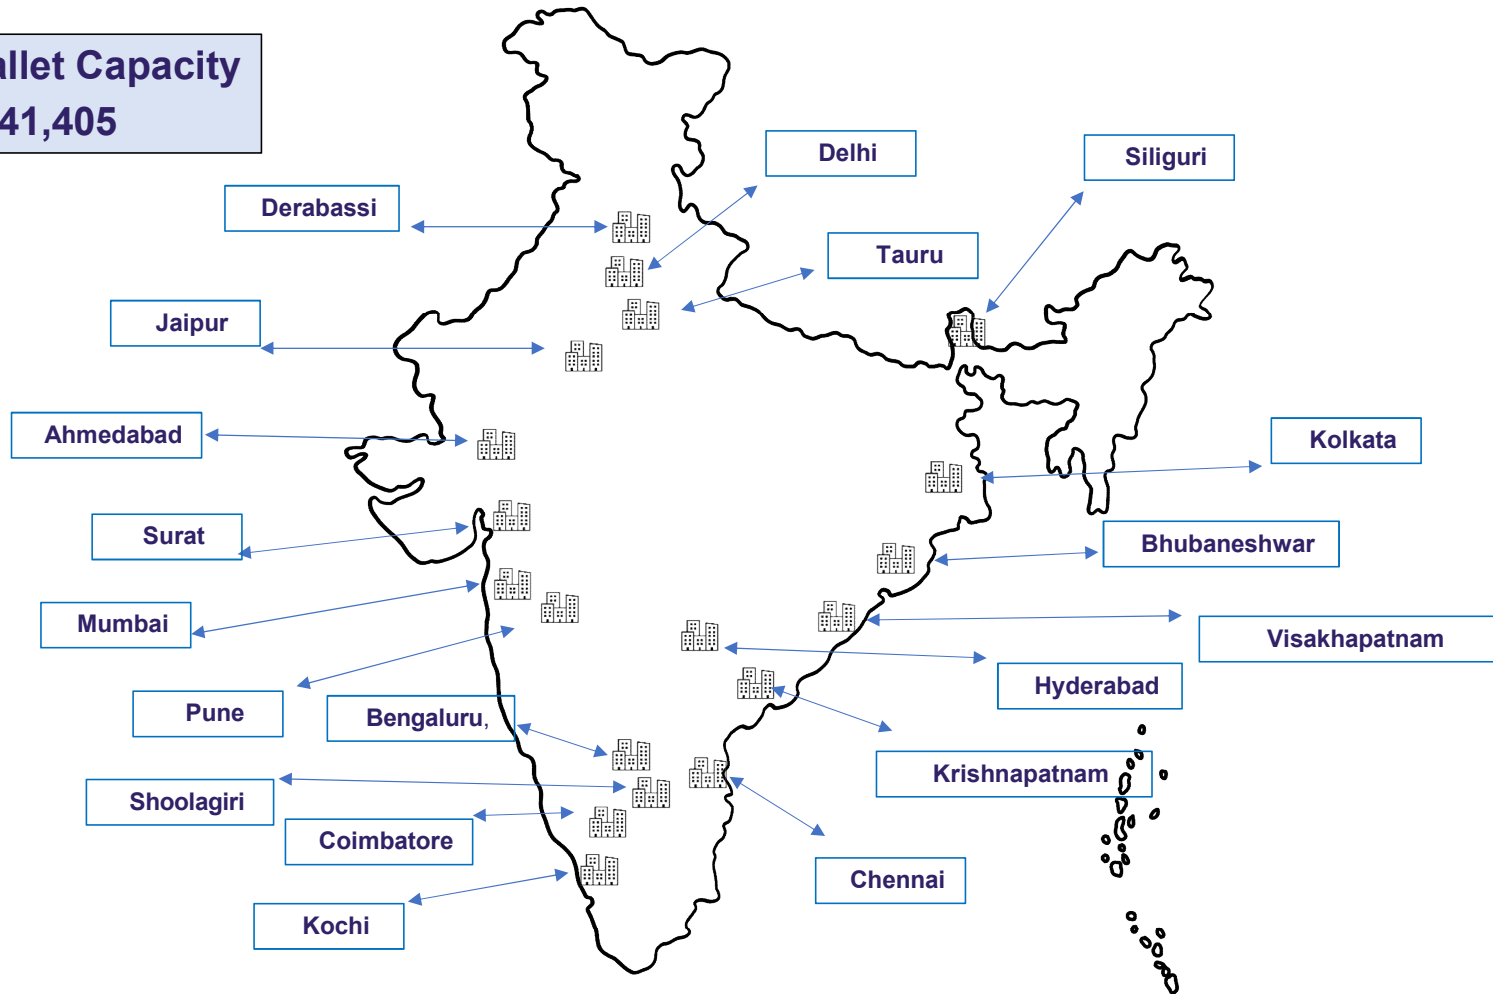 allet Capacity
41,405
Delhi
Siliguri
Derabassi
Tauru
Jaipur
Ahmedabad
Kolkata
Surat
Bhubaneshwar
Mumbai
Visakhapatnam
Hyderabad
Pune
Bengaluru,
Krishnapatnam
Shoolagiri
Coimbatore
Chennai
Kochi